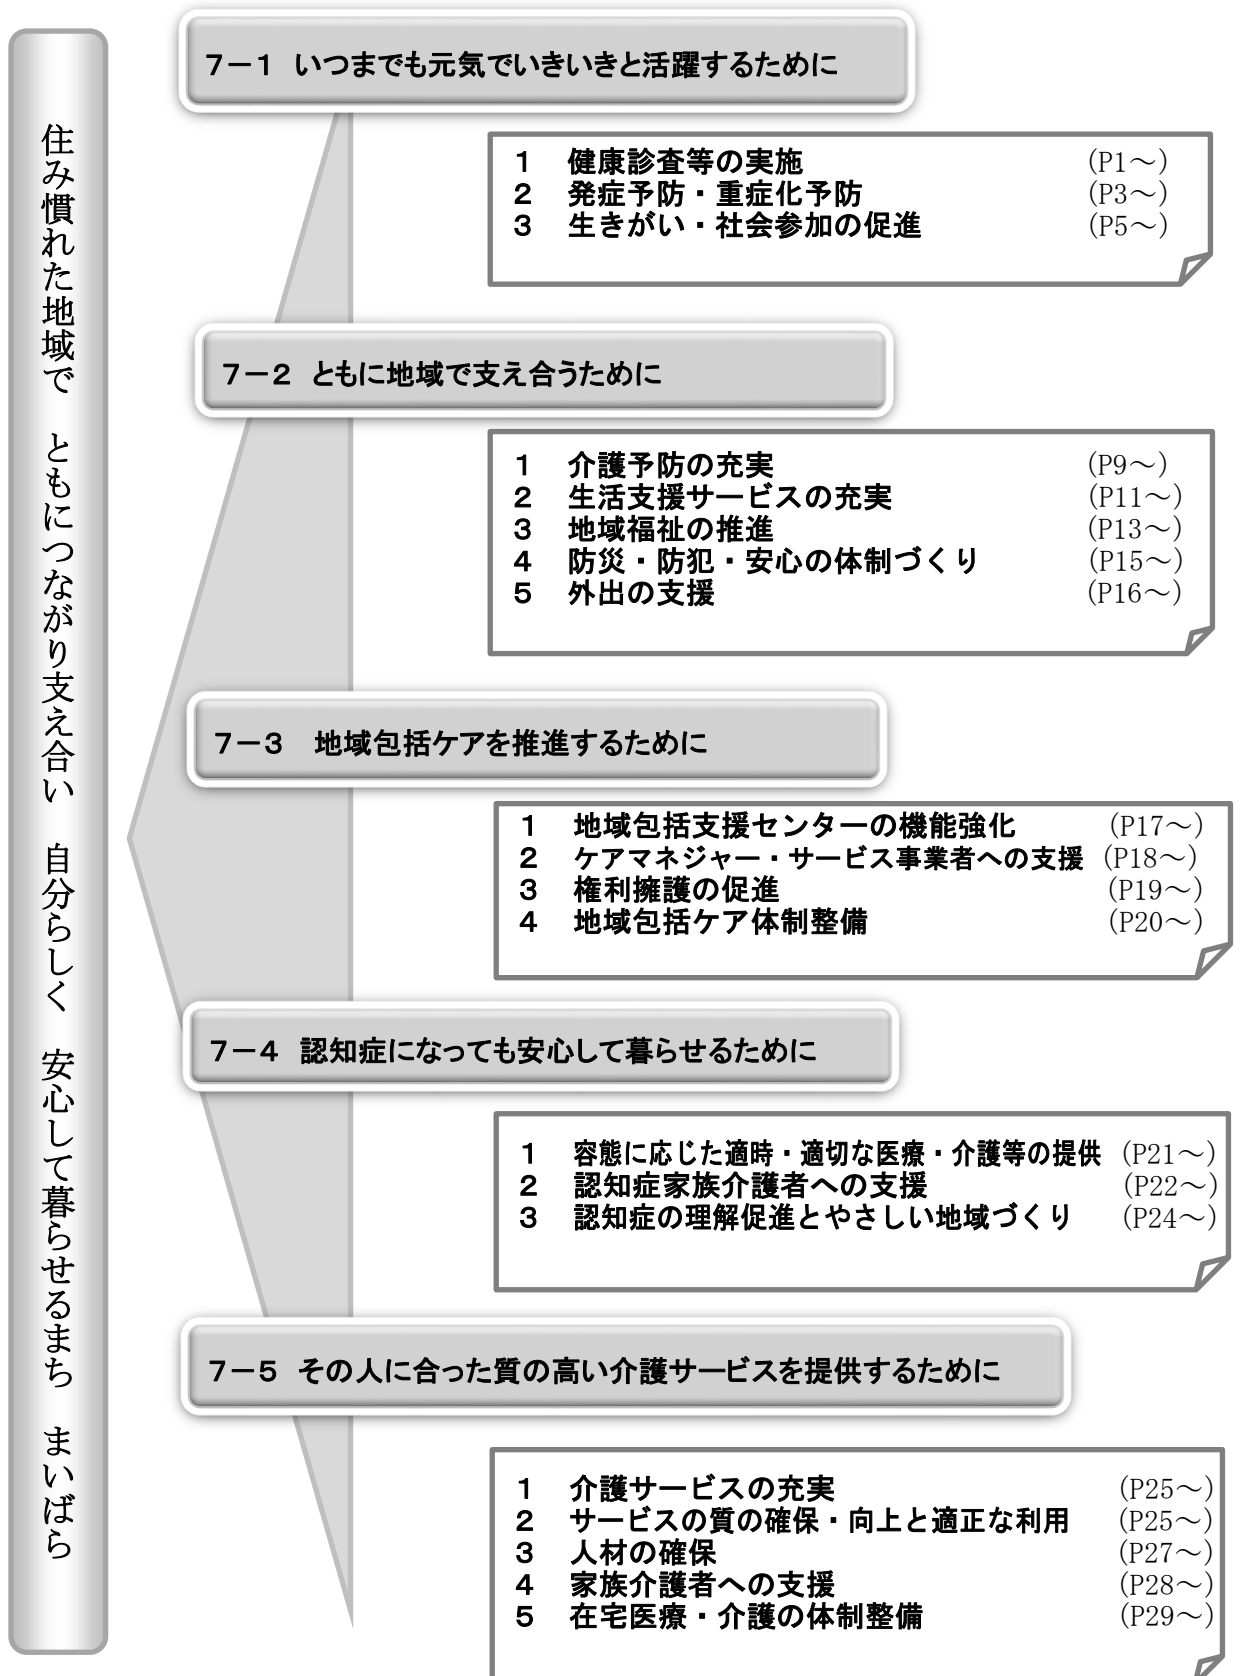 住み慣れた地域で　ともにつながり支え合い　自分らしく　安心して暮らせるまち　まいばら
7－1 いつまでも元気でいきいきと活躍するために
1 健康診査等の実施 (P1～)
2 発症予防・重症化予防 (P3～)
3 生きがい・社会参加の促進 (P5～)
7－2 ともに地域で支え合うために
1 介護予防の充実 (P9～)
2 生活支援サービスの充実 (P11～)
3 地域福祉の推進 (P13～)
4 防災・防犯・安心の体制づくり (P15～)
5 外出の支援 (P16～)
7－3　地域包括ケアを推進するために
1 地域包括支援センターの機能強化 (P17～)
2 ケアマネジャー・サービス事業者への支援 (P18～)
3 権利擁護の促進 (P19～)
4 地域包括ケア体制整備 (P20～)
7－4 認知症になっても安心して暮らせるために
1 容態に応じた適時・適切な医療・介護等の提供 (P21～)
2 認知症家族介護者への支援 (P22～)
3 認知症の理解促進とやさしい地域づくり (P24～)
7－5 その人に合った質の高い介護サービスを提供するために
1 介護サービスの充実 (P25～)
2 サービスの質の確保・向上と適正な利用 (P25～)
3 人材の確保 (P27～)
4 家族介護者への支援 (P28～)
5 在宅医療・介護の体制整備 (P29～)